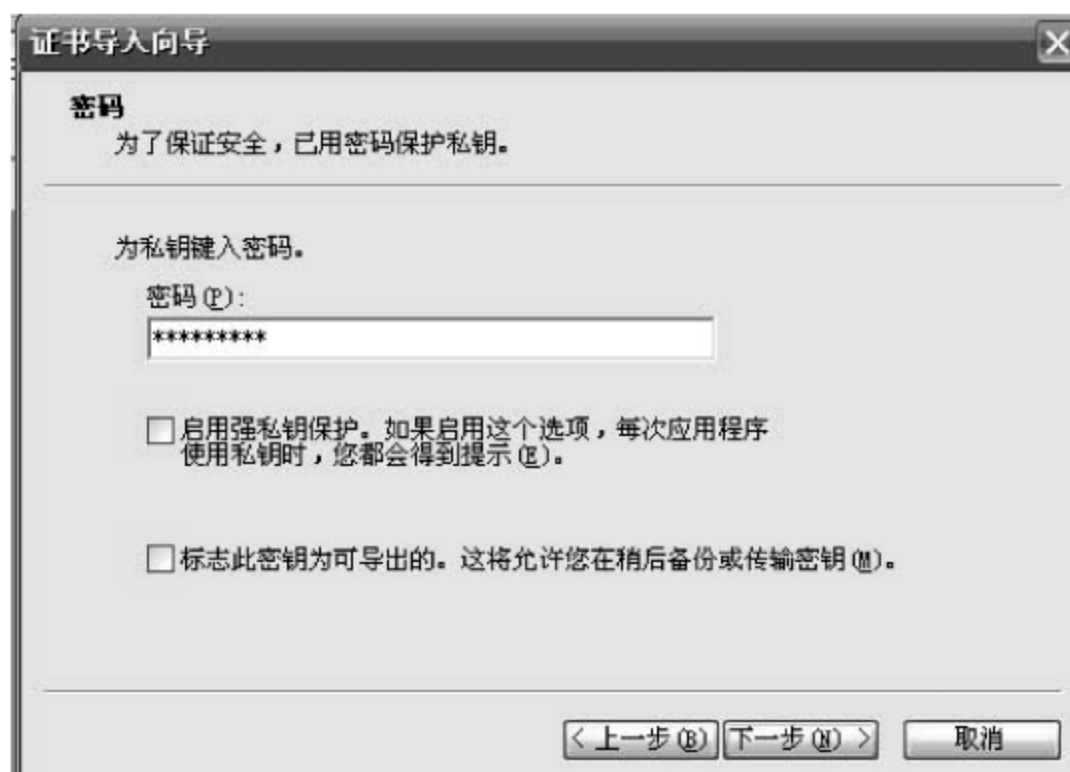 证书导入向导
密码
为了保证安全，已用密码保护私钥。
为私钥键入密码。
密码(P):
*********
启用强私钥保护。如果启用这个选项，每次应用程序
使用私钥时，您都会得到提示(E)。
标志此密钥为可导出的。这将允许您在稍后备份或传输密钥(M)。
< 上一步(B) 下一步(N) > 取消